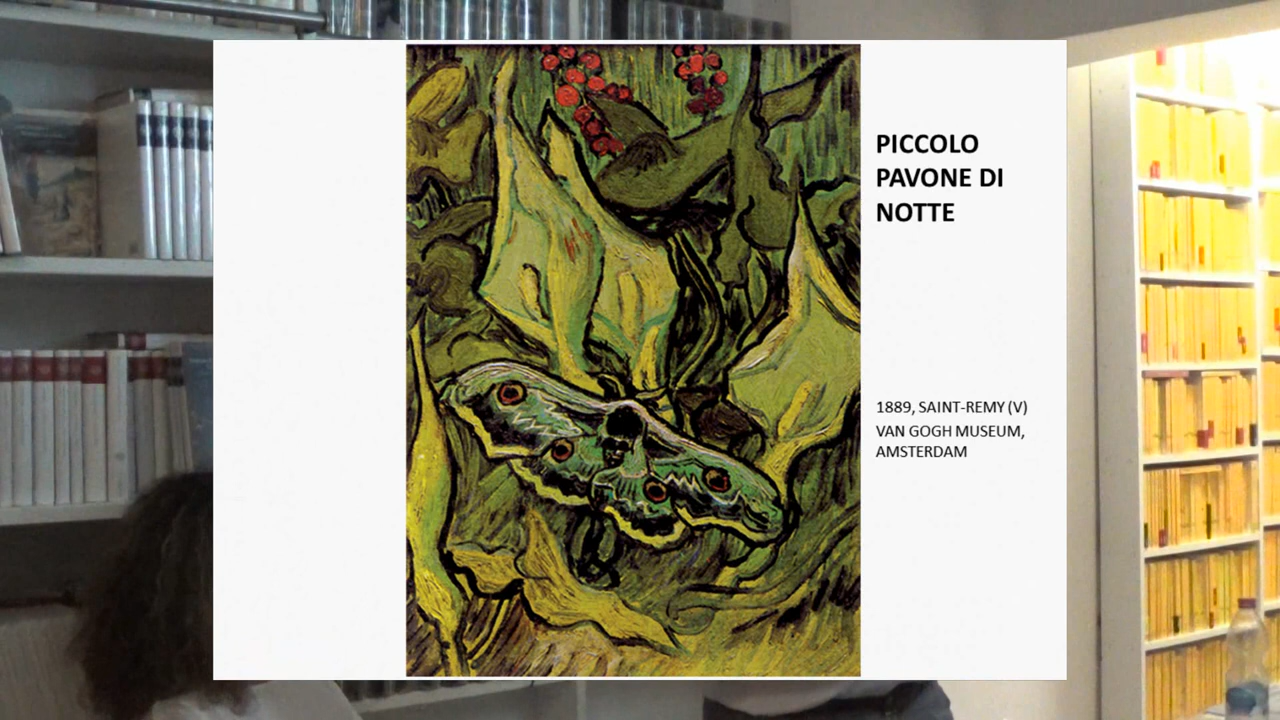 PICCOLO
PAVONE DI
NOTTE
1889, SAINT-REMY (V)
VAN GOGH MUSEUM,
AMSTERDAM